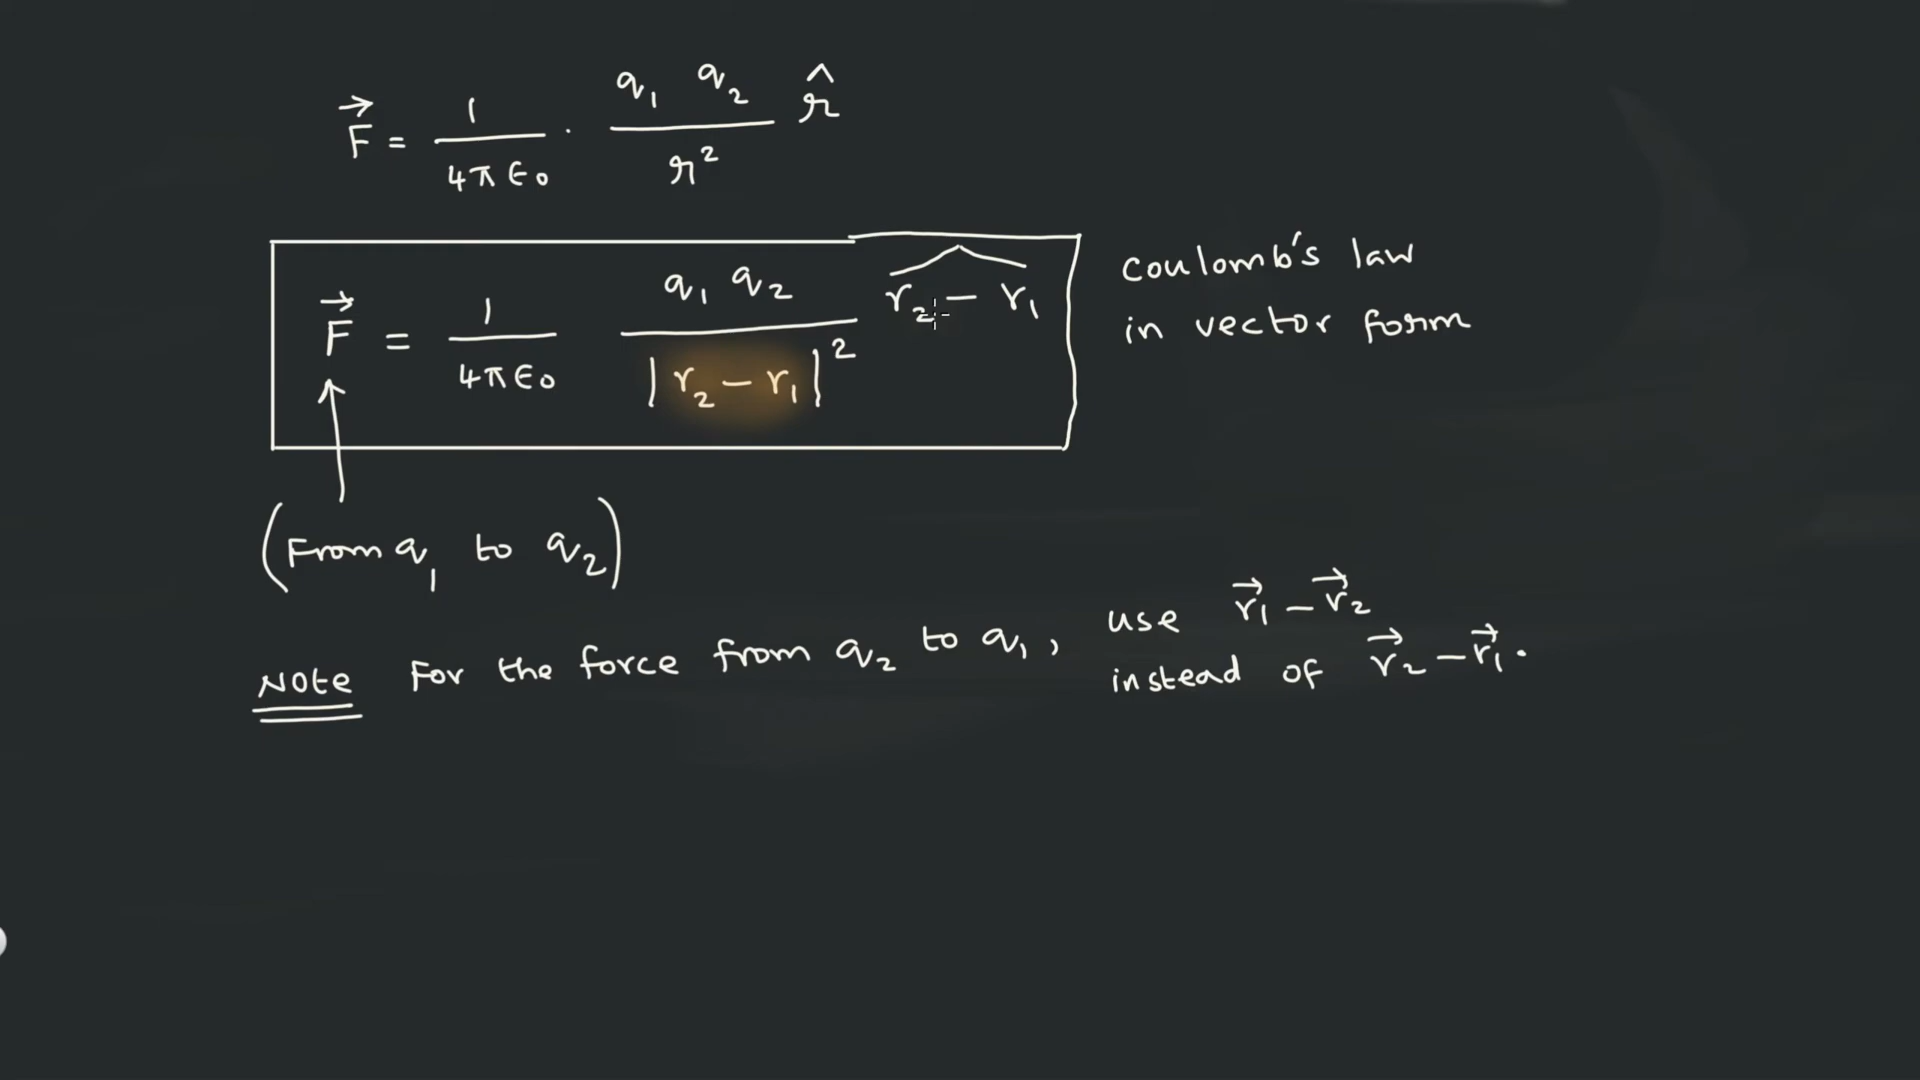 F⃗ = 1/(4πϵ₀) · (q₁ q₂)/r² r̂
F⃗ = 1/(4πϵ₀) (q₁ q₂)/|r₂ − r₁|² \widehat{r₂ − r₁}
Coulomb's law
in vector form
(From q₁ to q₂)
NOTE For the force from q₂ to q₁, use r⃗₁ − r⃗₂
instead of r⃗₂ − r⃗₁.